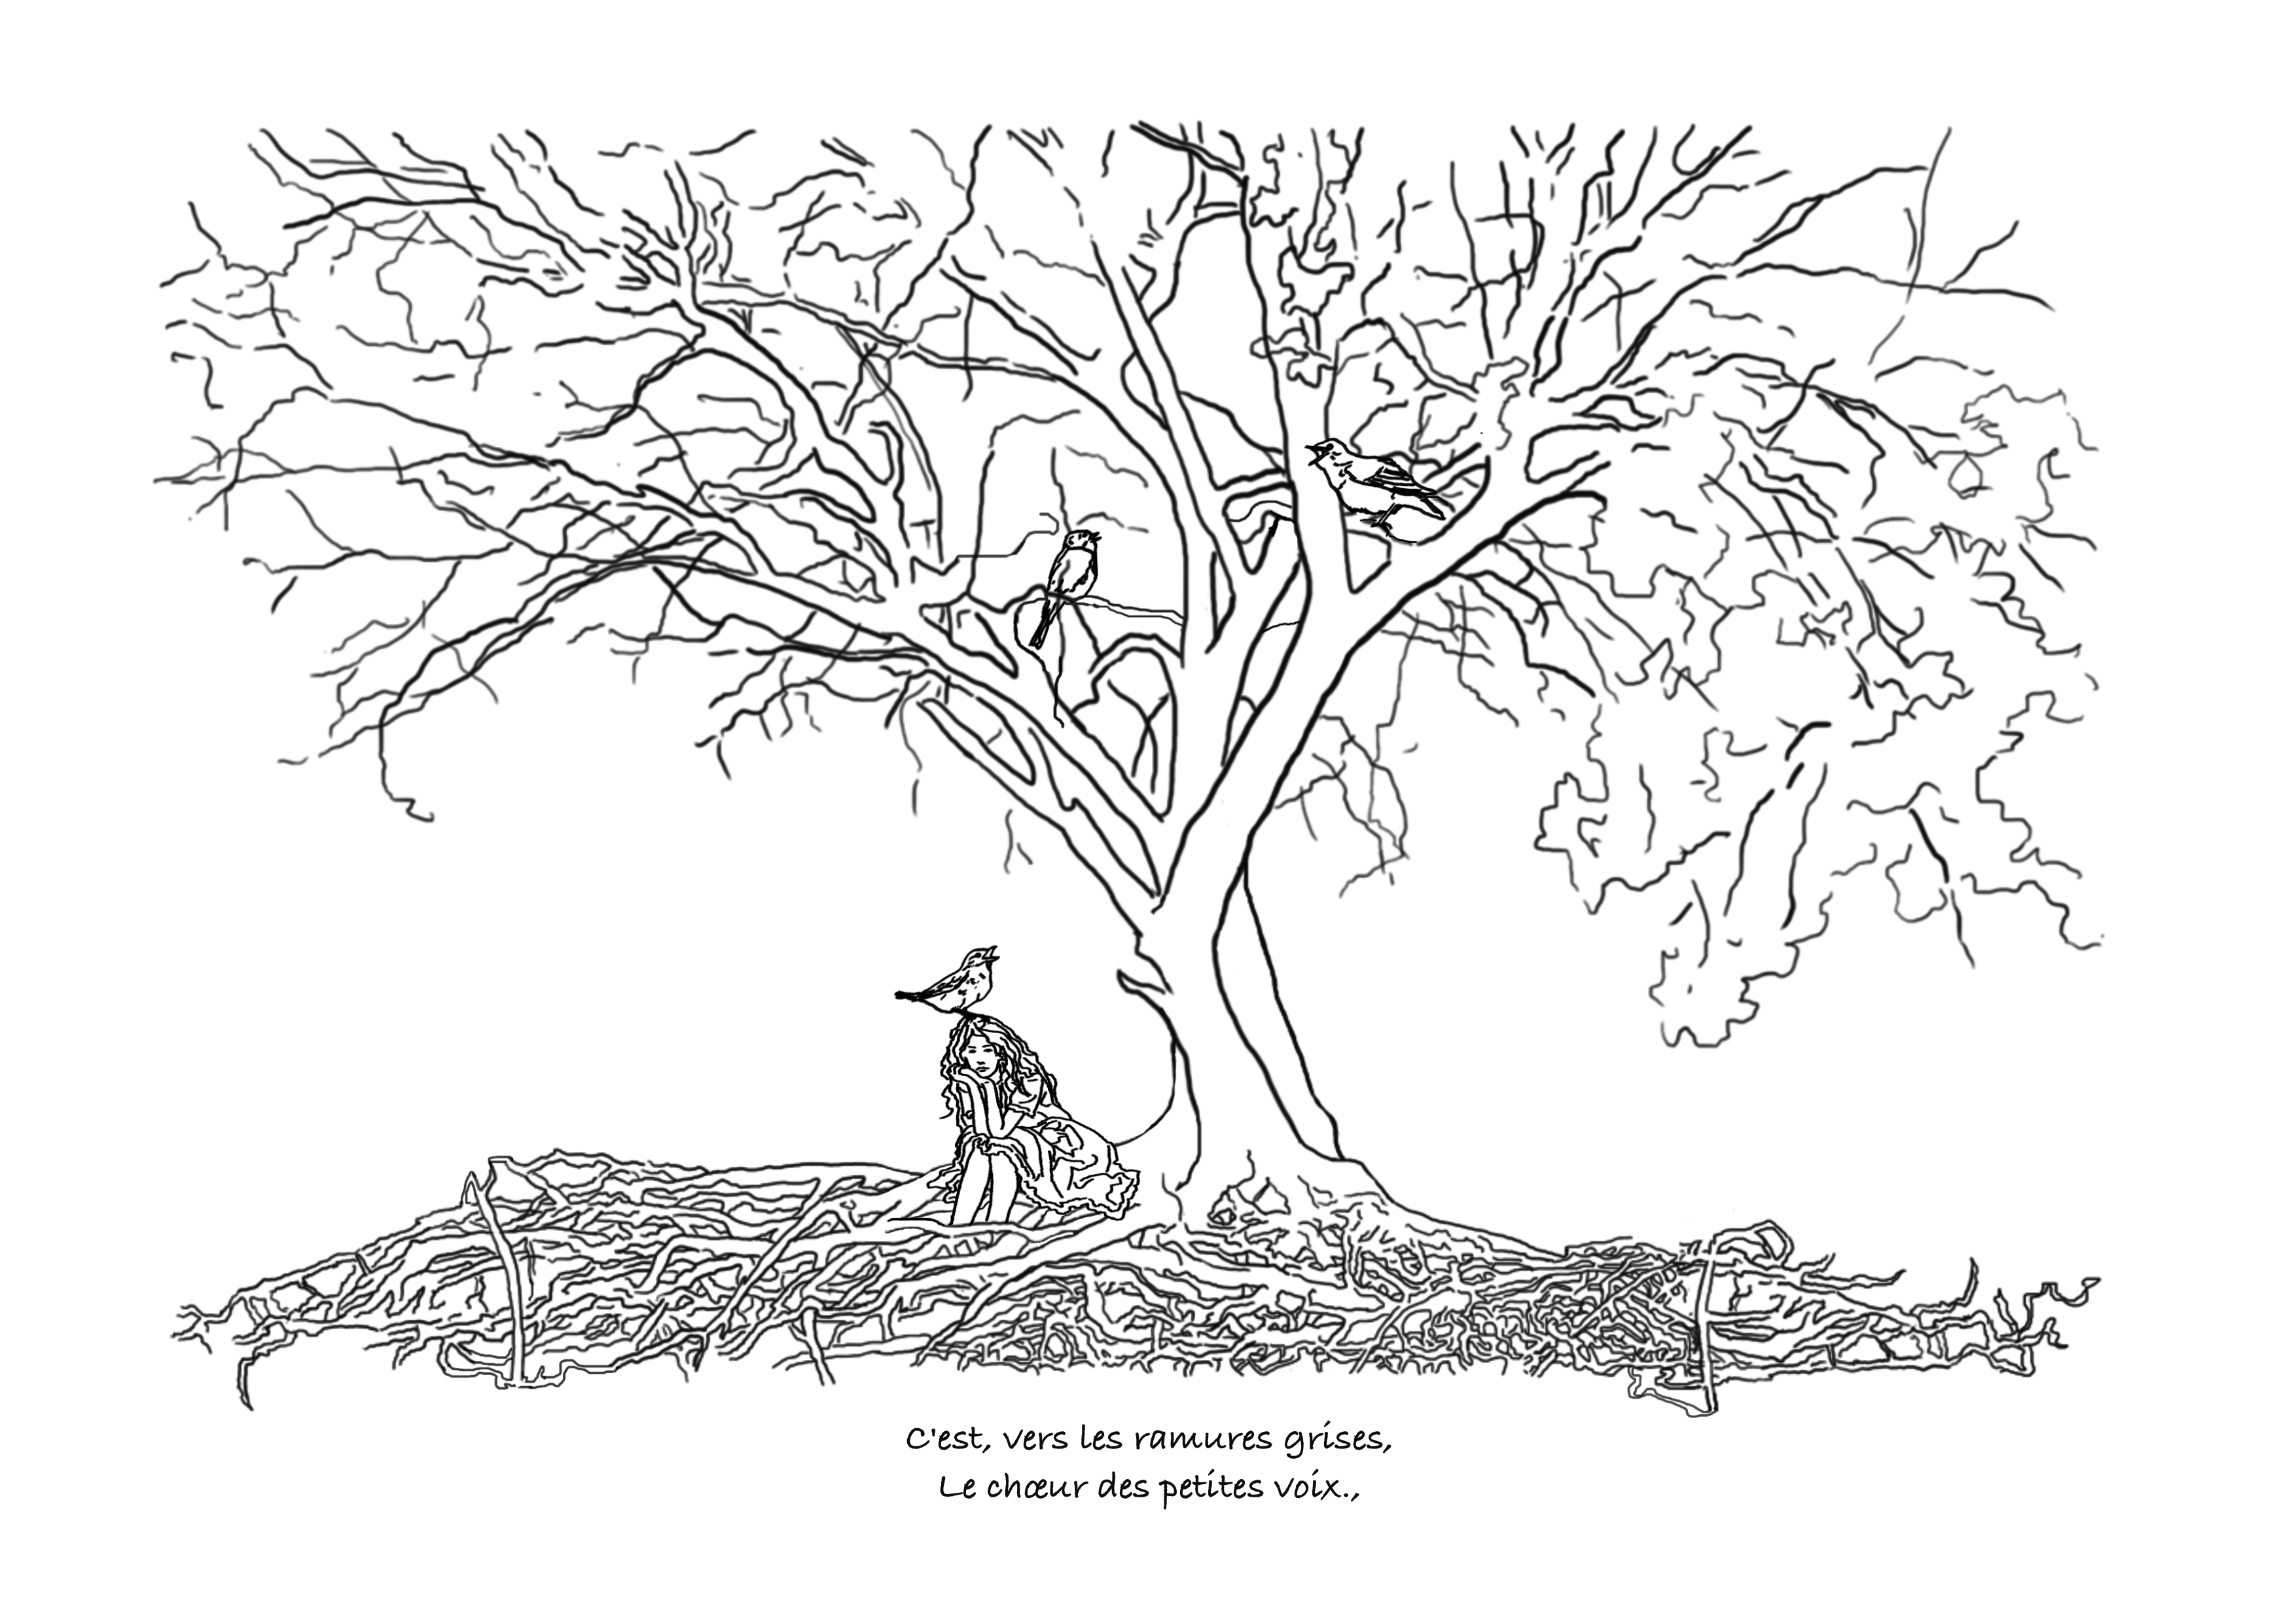 C'est, vers les ramures grises,
Le chœur des petites voix.,